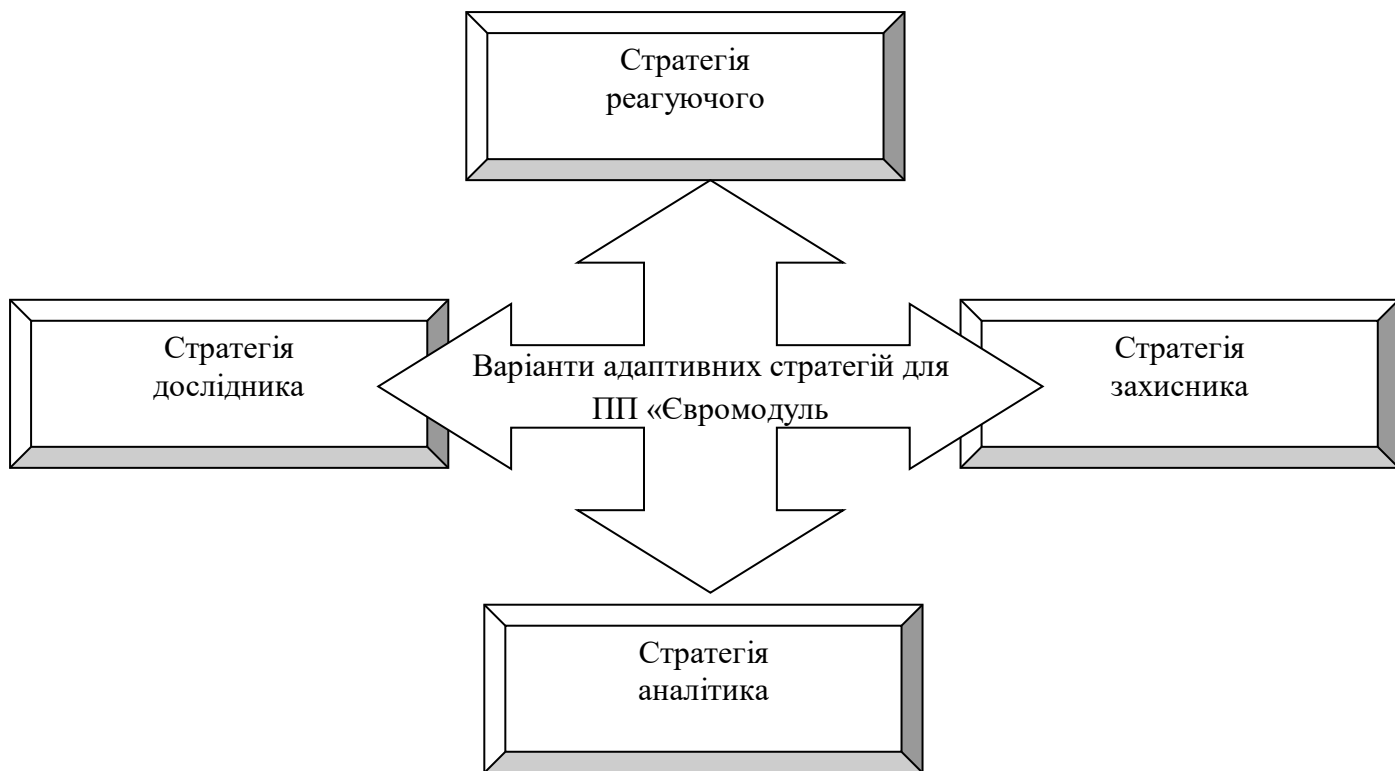 Стратегія
реагуючого
Стратегія
дослідника
Варіанти адаптивних стратегій для
ПП «Євромодуль
Стратегія
захисника
Стратегія
аналітика